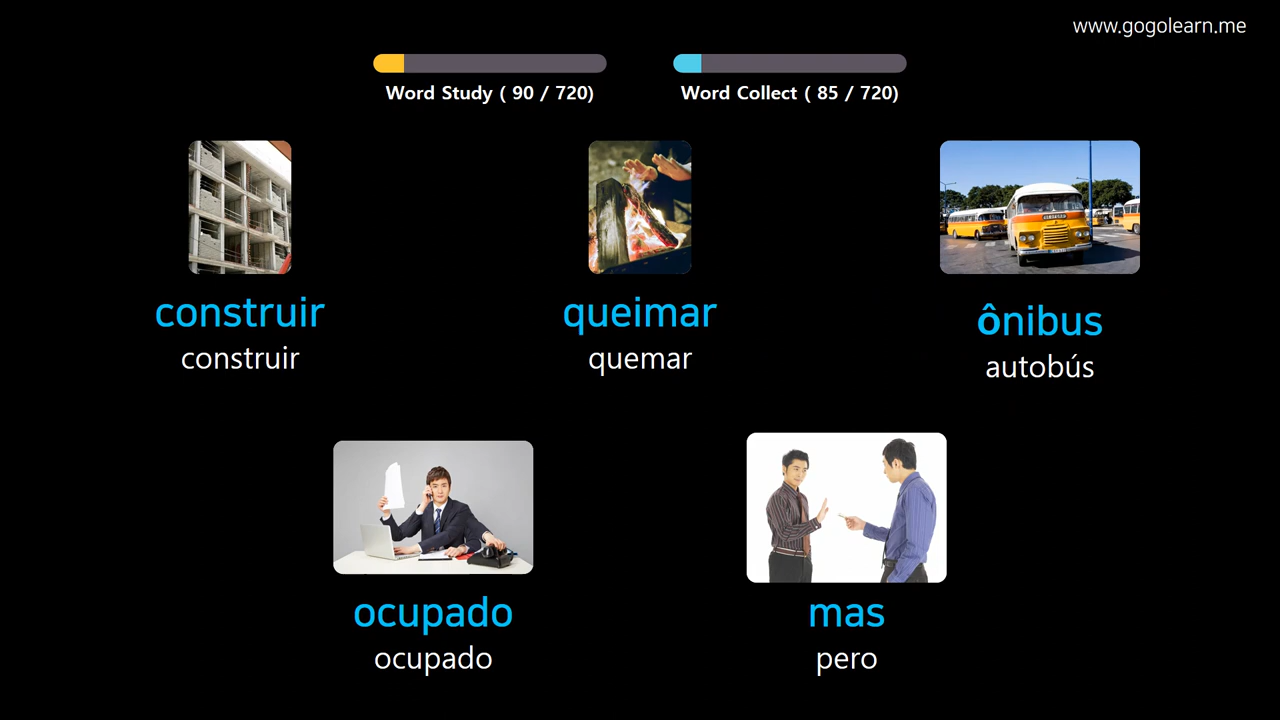 www.gogolearn.me
Word Study ( 90 / 720)
Word Collect ( 85 / 720)
construir
construir
queimar
quemar
ônibus
autobús
ocupado
ocupado
mas
pero